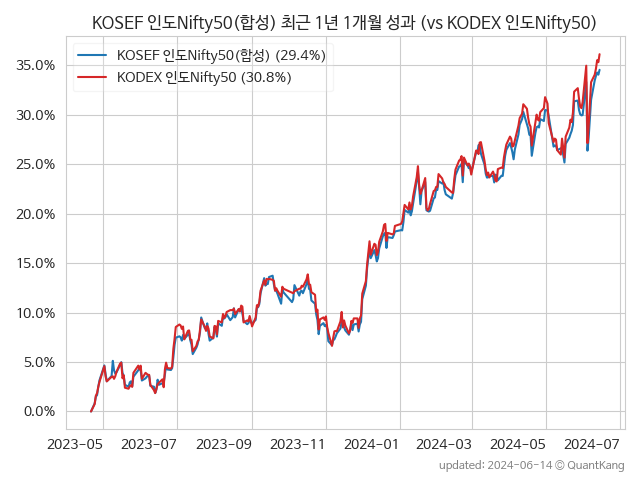 KOSEF 인도Nifty50(합성) 최근 1년 1개월 성과 (vs KODEX 인도Nifty50)
KOSEF 인도Nifty50(합성) (29.4%)
KODEX 인도Nifty50 (30.8%)
35.0%
30.0%
25.0%
20.0%
15.0%
10.0%
5.0%
0.0%
2023-05 2023-07 2023-09 2023-11 2024-01 2024-03 2024-05 2024-07
updated: 2024-06-14 © QuantKang